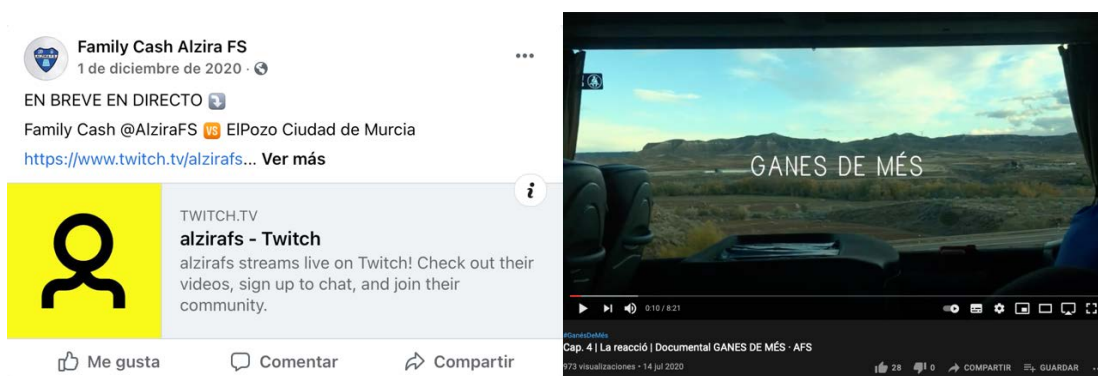 Family Cash Alzira FS
1 de diciembre de 2020 ·
EN BREVE EN DIRECTO
Family Cash @AlziraFS VS ElPozo Ciudad de Murcia
https://www.twitch.tv/alzirafs... Ver más
TWITCH.TV
alzirafs - Twitch
alzirafs streams live on Twitch! Check out their
videos, sign up to chat, and join their
community.
Me gusta Comentar Compartir
GANES DE MÉS
0:10 / 8:21
#GanésDeMés
Cap. 4 | La reacció | Documental GANES DE MÉS · AFS
973 visualizaciones · 14 jul 2020
28 0 COMPARTIR GUARDAR